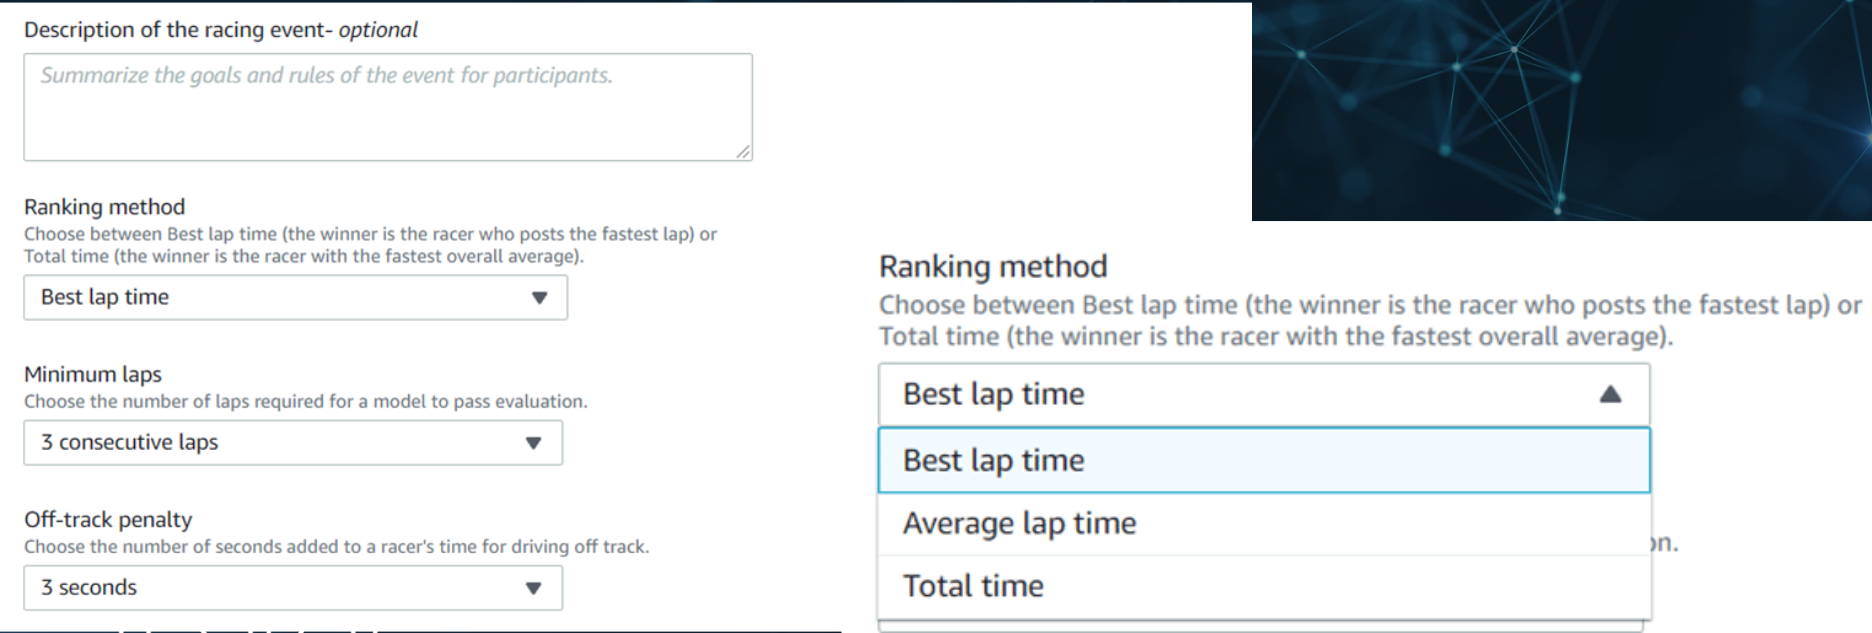 Description of the racing event- optional
Summarize the goals and rules of the event for participants.
Ranking method
Choose between Best lap time (the winner is the racer who posts the fastest lap) or
Total time (the winner is the racer with the fastest overall average).
Best lap time
Minimum laps
Choose the number of laps required for a model to pass evaluation.
3 consecutive laps
Off-track penalty
Choose the number of seconds added to a racer's time for driving off track.
3 seconds
Ranking method
Choose between Best lap time (the winner is the racer who posts the fastest lap) or
Total time (the winner is the racer with the fastest overall average).
Best lap time
Best lap time
Average lap time
on.
Total time